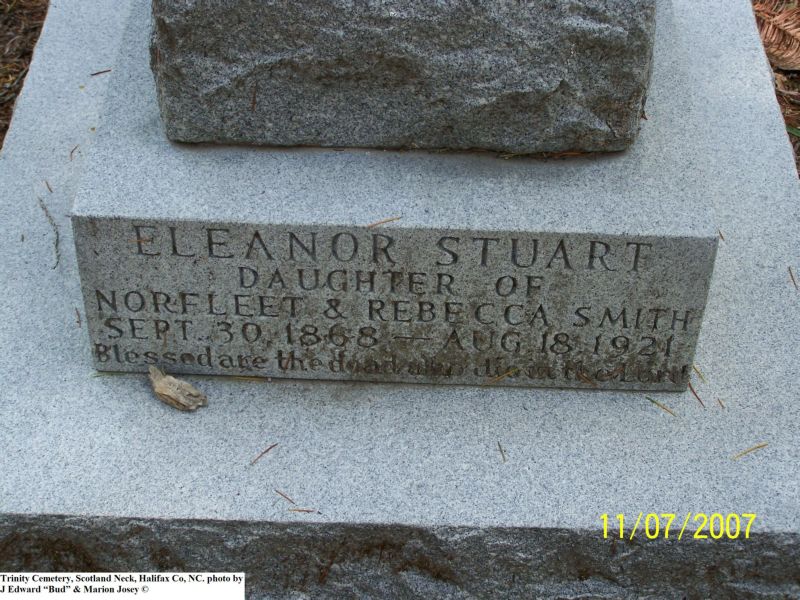 ELEANOR STUART
DAUGHTER OF
NORFLEET & REBECCA SMITH
SEPT. 30, 1868 — AUG 18, 1921
Blessed are the dead who die in the Lord
11/07/2007
Trinity Cemetery, Scotland Neck, Halifax Co, NC. photo by
J Edward “Bud” & Marion Josey ©